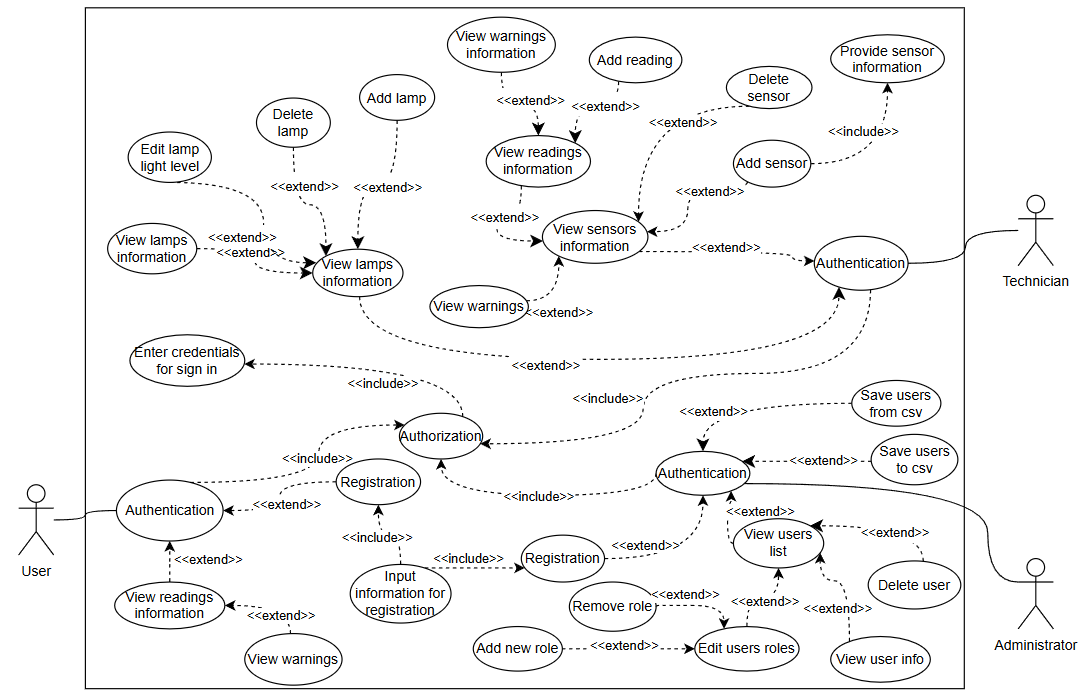 View warnings
information
Add reading
Provide sensor
information
Delete
sensor
Add lamp
<<extend>>
<<extend>>
Delete
lamp
<<extend>>
<<include>>
Edit lamp
light level
View readings
information
Add sensor
<<extend>>
<<extend>>
<<extend>>
<<extend>>
View lamps
information
<<extend>>
<<extend>>
View sensors
information
<<extend>>
View lamps
information
Authentication
Technician
View warnings
<<extend>>
Enter credentials
for sign in
<<extend>>
<<include>>
<<include>>
Save users
from csv
<<extend>>
Authorization
<<include>>
Save users
to csv
<<extend>>
Registration
Authentication
<<include>>
Authentication
<<extend>>
<<extend>>
User
<<include>>
View users
list
<<extend>>
<<extend>>
<<extend>>
<<include>>
Registration
Input
information for
registration
Delete user
View readings
information
<<extend>>
<<extend>>
Remove role
<<extend>>
<<extend>>
Add new role
<<extend>>
Edit users roles
Administrator
View warnings
View user info